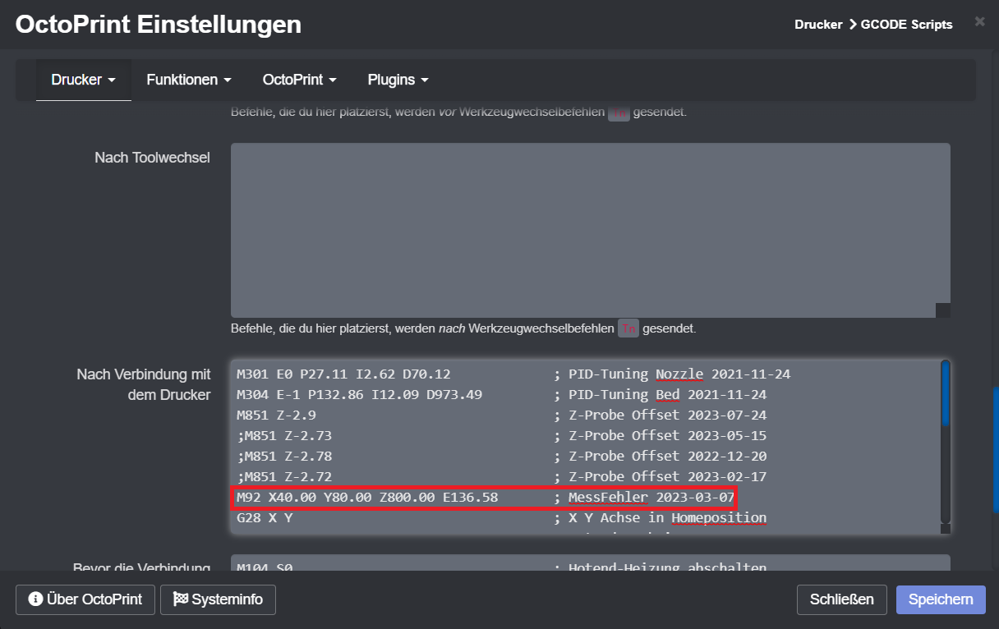 OctoPrint Einstellungen
Drucker > GCODE Scripts ×
Drucker Funktionen OctoPrint Plugins
Befehle, die du hier platzierst, werden vor Werkzeugwechselbefehlen Tn gesendet.
Nach Toolwechsel
Befehle, die du hier platzierst, werden nach Werkzeugwechselbefehlen Tn gesendet.
Nach Verbindung mit
dem Drucker
M301 E0 P27.11 I2.62 D70.12 ; PID-Tuning Nozzle 2021-11-24
M304 E-1 P132.86 I12.09 D973.49 ; PID-Tuning Bed 2021-11-24
M851 Z-2.9 ; Z-Probe Offset 2023-07-24
;M851 Z-2.73 ; Z-Probe Offset 2023-05-15
;M851 Z-2.78 ; Z-Probe Offset 2022-12-20
;M851 Z-2.72 ; Z-Probe Offset 2023-02-17
M92 X40.00 Y80.00 Z800.00 E136.58 ; MessFehler 2023-03-07
G28 X Y ; X Y Achse in Homeposition
Bevor die Verbindung
M104 S0 ; Hotend-Heizung abschalten
Über OctoPrint Systeminfo Schließen Speichern